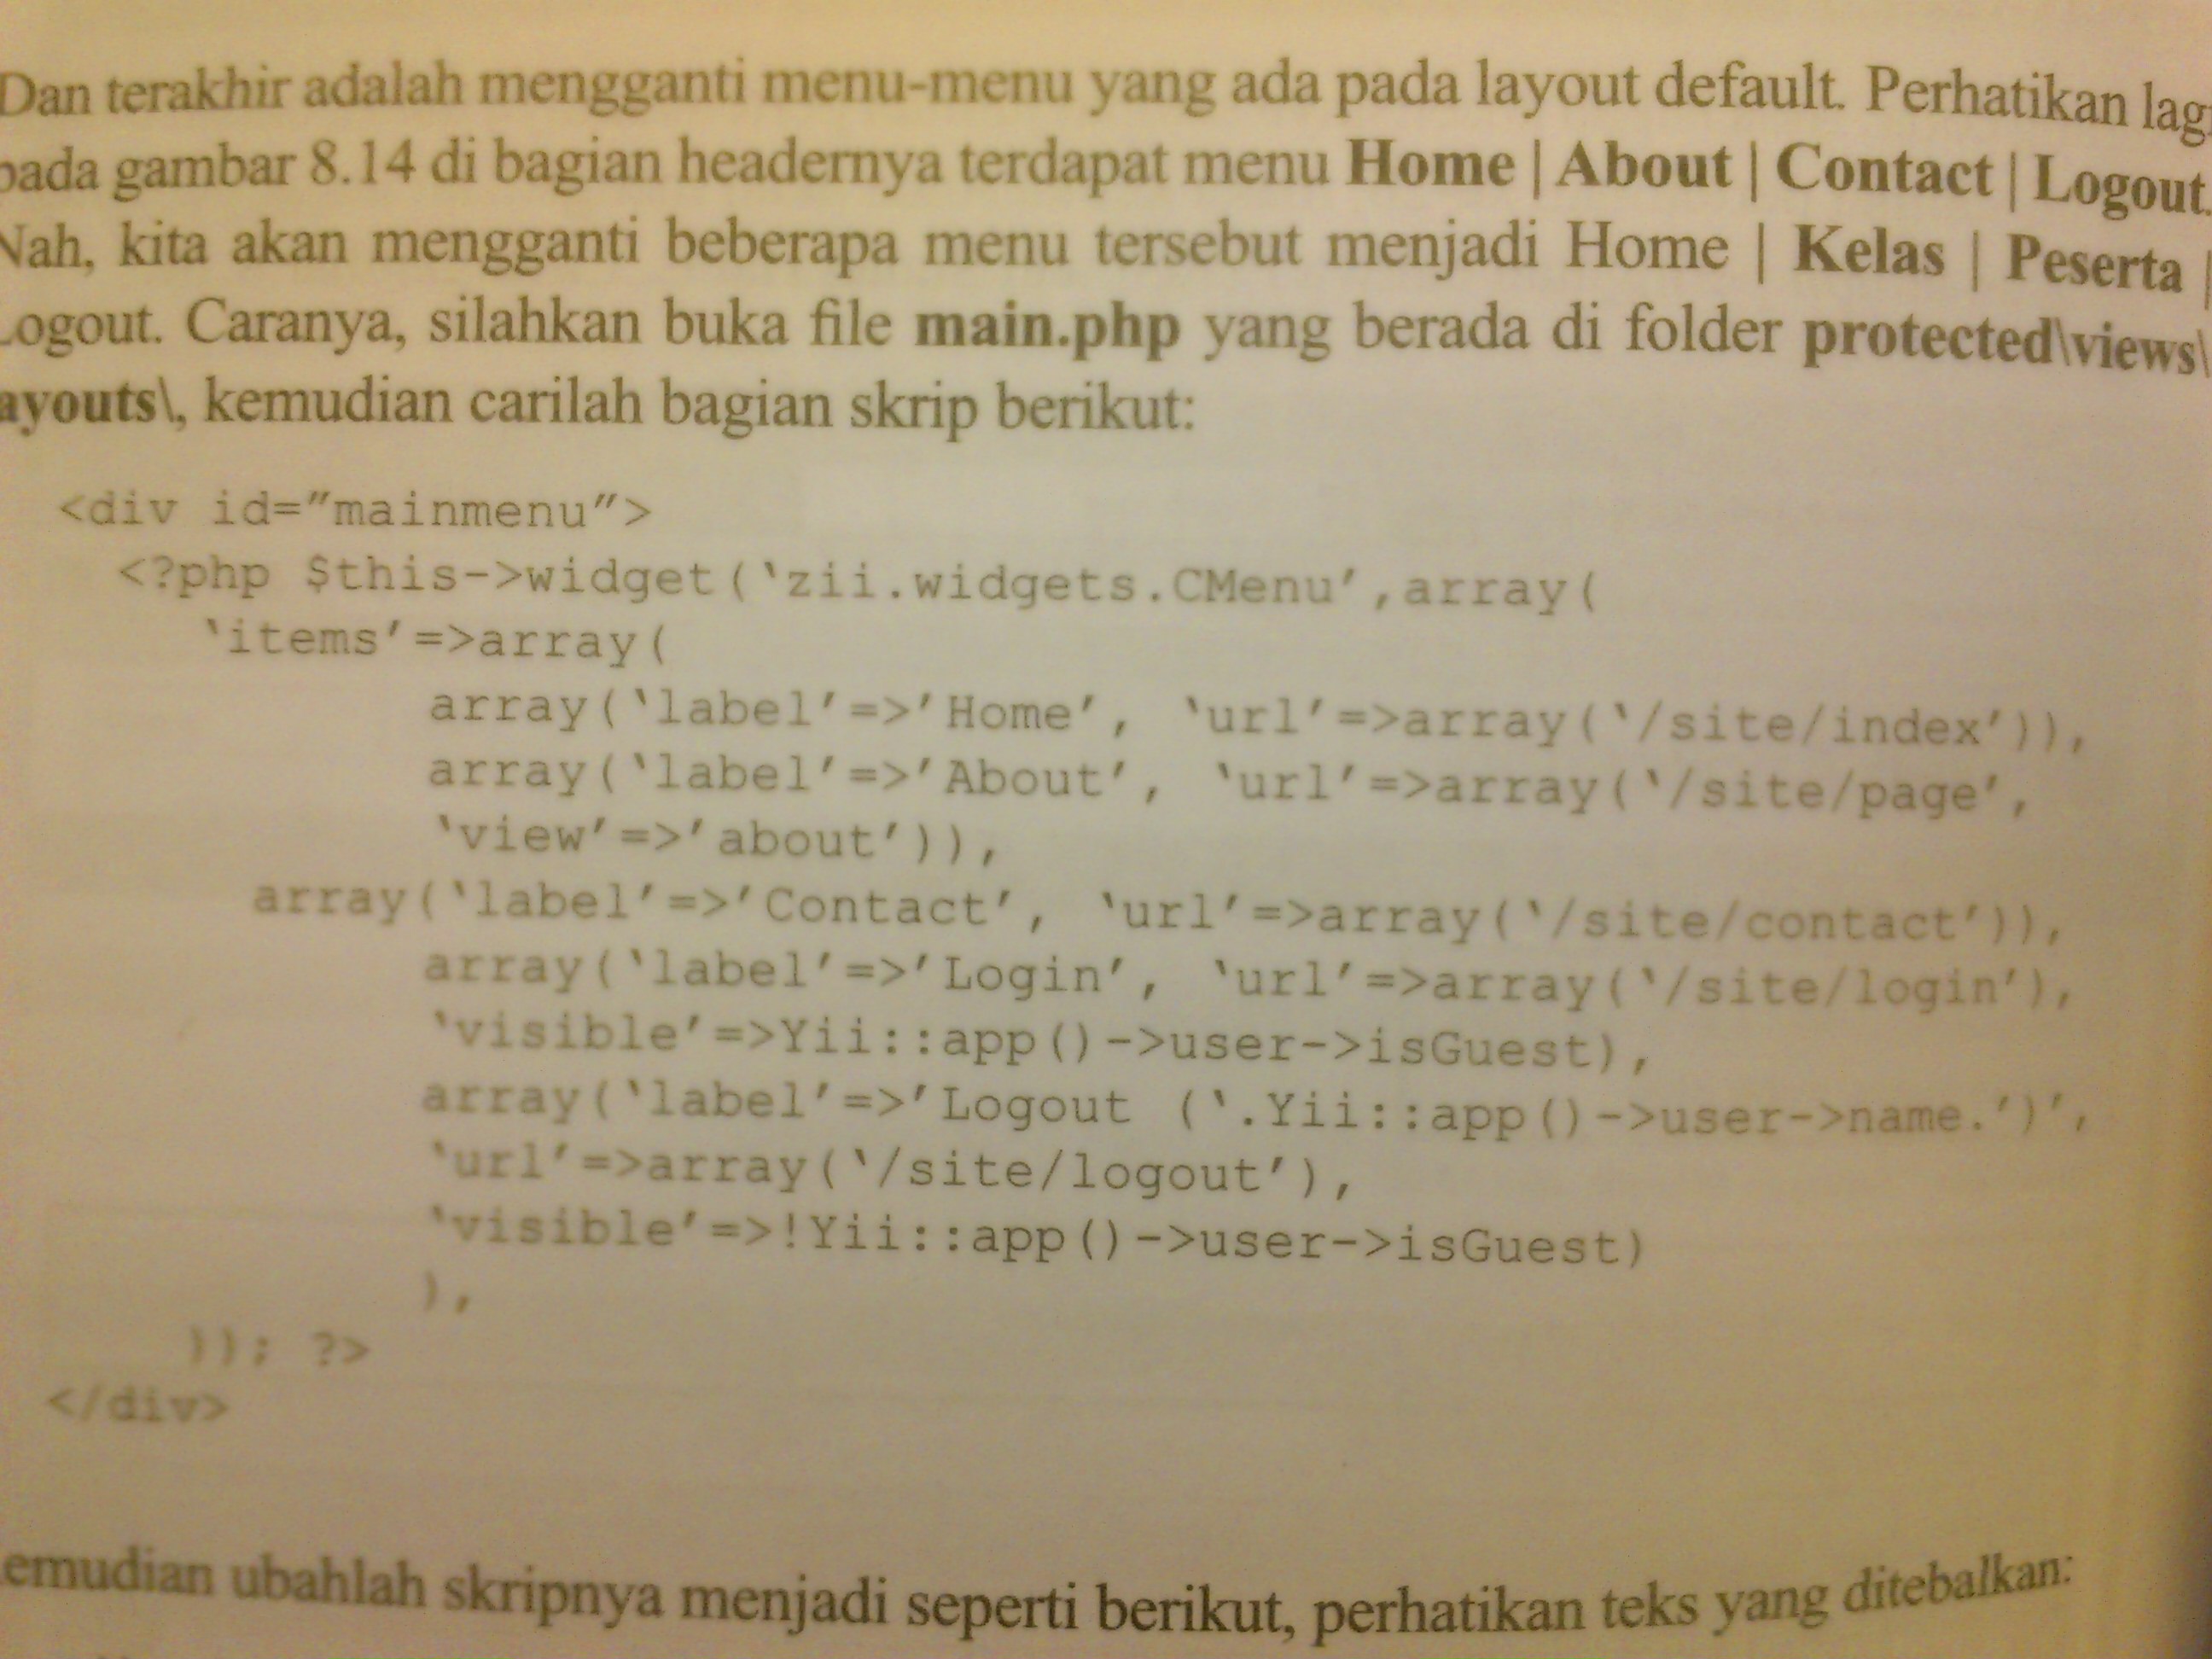 Dan terakhir adalah mengganti menu-menu yang ada pada layout default. Perhatikan lag
pada gambar 8.14 di bagian headernya terdapat menu Home | About | Contact | Logout.
Nah, kita akan mengganti beberapa menu tersebut menjadi Home | Kelas | Peserta |
Logout. Caranya, silahkan buka file main.php yang berada di folder protected\views\
ayouts\, kemudian carilah bagian skrip berikut:
<div id="mainmenu">
<?php $this->widget(‘zii.widgets.CMenu’,array(
‘items’=>array(
array(‘label’=>’Home’, ‘url’=>array(‘/site/index’)),
array(‘label’=>’About’, ‘url’=>array(‘/site/page’,
‘view’=>’about’)),
array(‘label’=>’Contact’, ‘url’=>array(‘/site/contact’)),
array(‘label’=>’Login’, ‘url’=>array(‘/site/login’),
‘visible’=>Yii::app()->user->isGuest),
array(‘label’=>’Logout (‘.Yii::app()->user->name.’)’,
‘url’=>array(‘/site/logout’),
‘visible’=>!Yii::app()->user->isGuest)
),
)); ?>
</div>
emudian ubahlah skripnya menjadi seperti berikut, perhatikan teks yang ditebalkan: